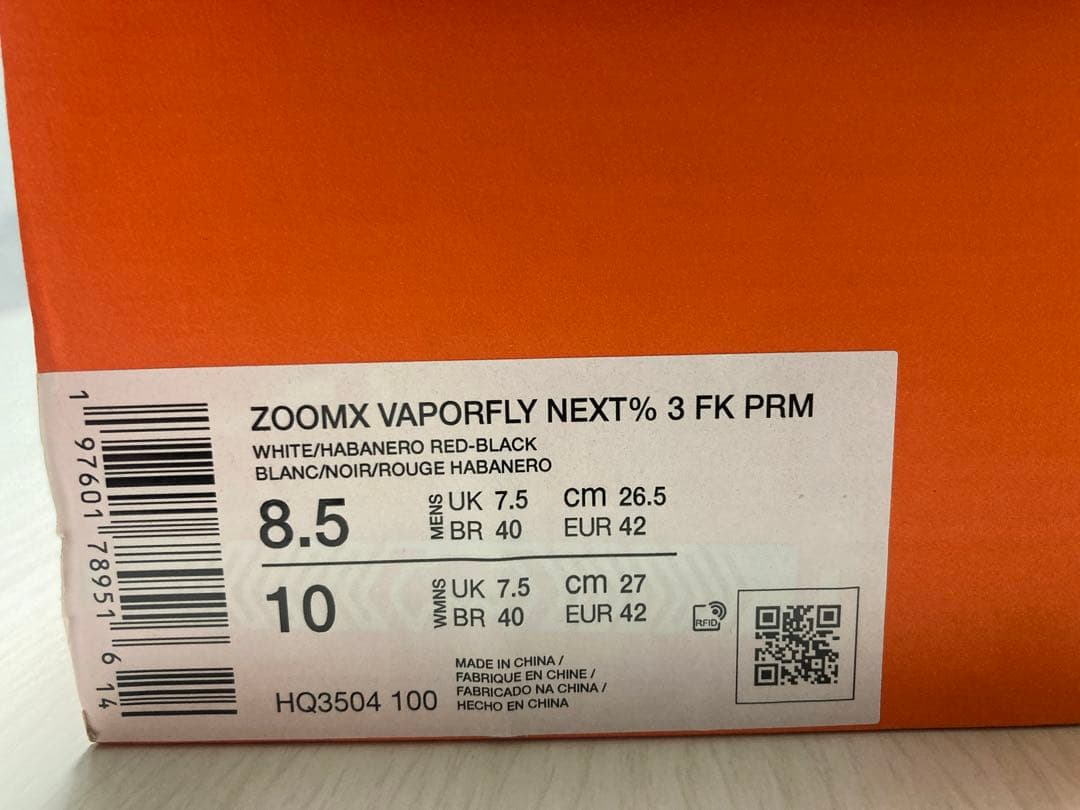 ZOOMX VAPORFLY NEXT% 3 FK PRM
WHITE/HABANERO RED-BLACK
BLANC/NOIR/ROUGE HABANERO
8.5 MENS UK 7.5 cm 26.5
BR 40 EUR 42
10 WMNS UK 7.5 cm 27
BR 40 EUR 42
RFID
MADE IN CHINA /
FABRIQUE EN CHINE /
FABRICADO NA CHINA /
HECHO EN CHINA
HQ3504 100
1 97601 78951 6 14